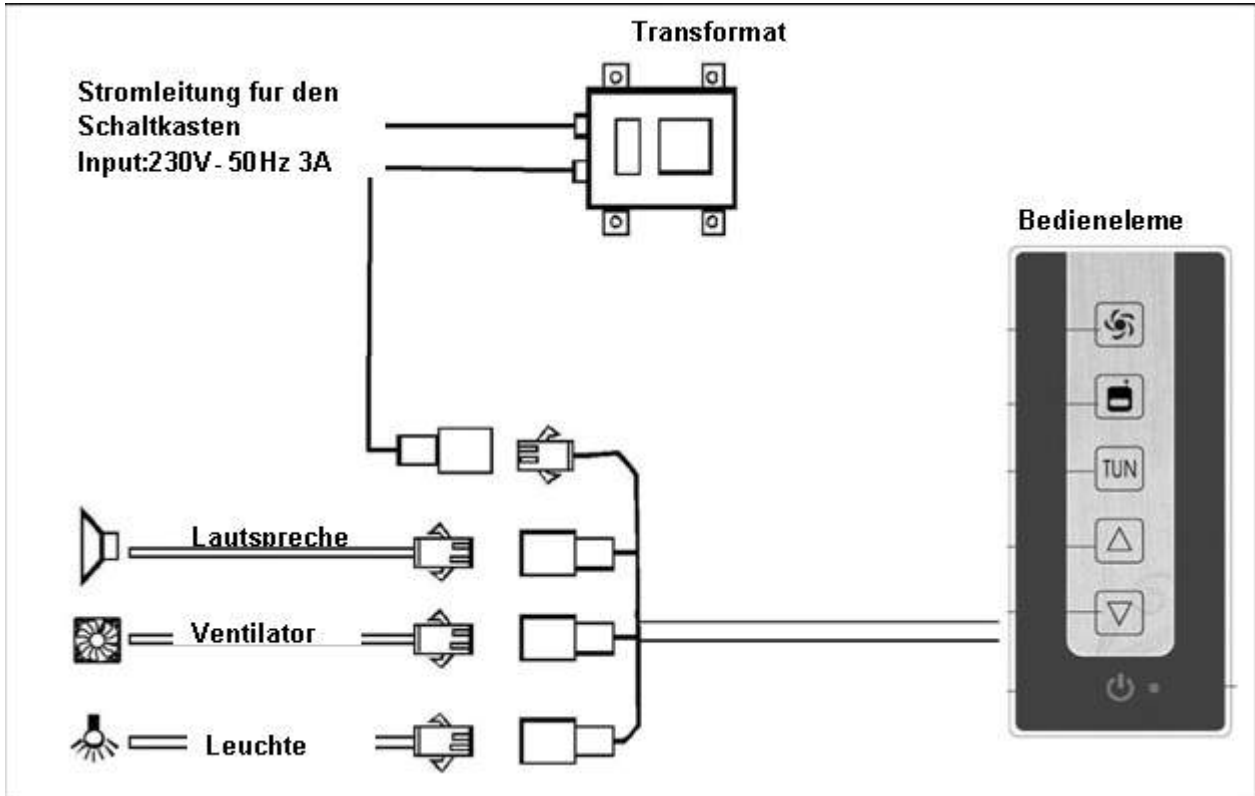 Transformat
Stromleitung fur den
Schaltkasten
Input:230V - 50Hz 3A
Bedieneleme
TUN
Lautspreche
Ventilator
Leuchte